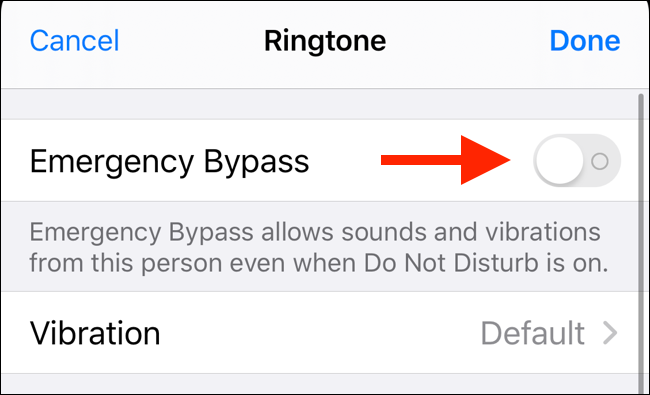 Cancel Ringtone Done
Emergency Bypass
Emergency Bypass allows sounds and vibrations
from this person even when Do Not Disturb is on.
Vibration Default